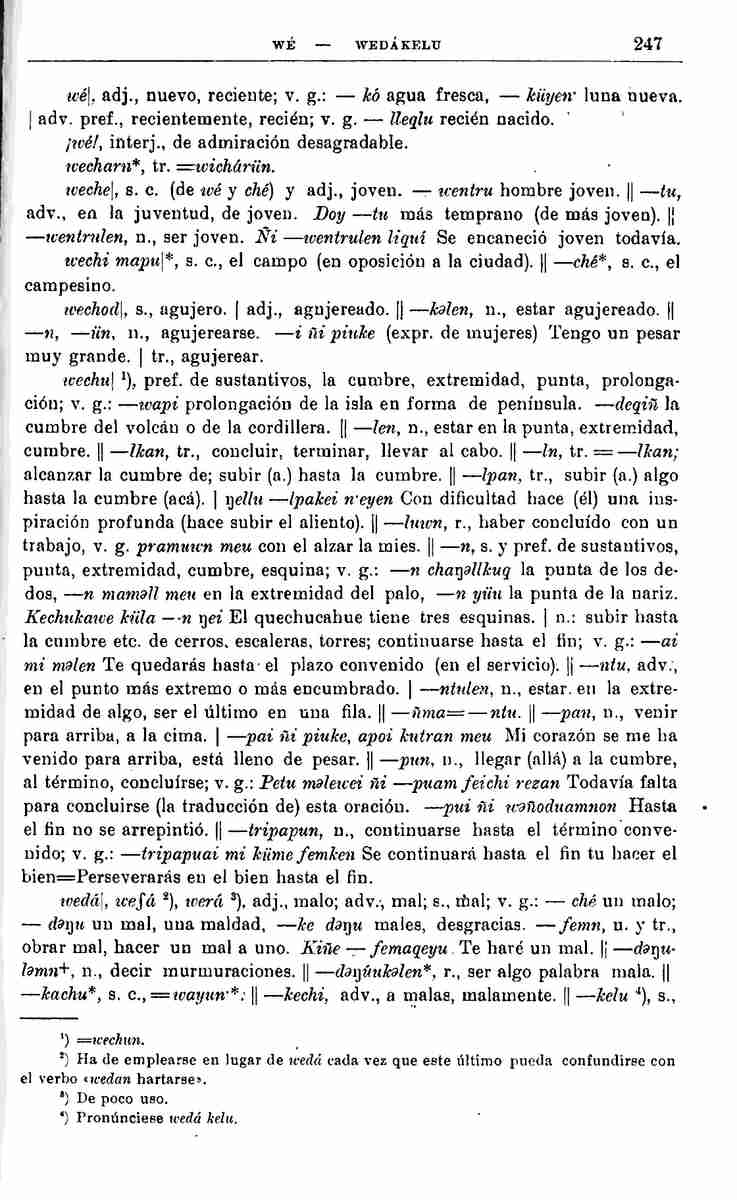 WÉ — WEDÁKELU 247
wé|, adj., nuevo, reciente; v. g.: — kó agua fresca, — küyen· luna nueva.
| adv. pref., recientemente, recién; v. g. — lleqlu recién nacido.
¡wé!, interj., de admiración desagradable.
wecharn*, tr. =wichárün.
weche|, s. c. (de wé y ché) y adj., joven. — wentru hombre joven. || —tu,
adv., en la juventud, de joven. Doy —tu más temprano (de más joven). ||
—wentrulen, n., ser joven. Ñi —wentrulen liquí Se encaneció joven todavía.
wechi mapu|*, s. c., el campo (en oposición a la ciudad). || —ché*, s. c., el
campesino.
wechod|, s., agujero. | adj., agujereado. || —kəlen, n., estar agujereado. ||
—n, —ün, n., agujerearse. —i ñi piuke (expr. de mujeres) Tengo un pesar
muy grande. | tr., agujerear.
wechu| ¹), pref. de sustantivos, la cumbre, extremidad, punta, prolonga-
ción; v. g.: —wapi prolongación de la isla en forma de península. —deqiñ la
cumbre del volcán o de la cordillera. || —len, n., estar en la punta, extremidad,
cumbre. || —lkan, tr., concluir, terminar, llevar al cabo. || —ln, tr. = —lkan;
alcanzar la cumbre de; subir (a.) hasta la cumbre. || —lpan, tr., subir (a.) algo
hasta la cumbre (acá). | ŋellu —lpakei n·eyen Con dificultad hace (él) una ins-
piración profunda (hace subir el aliento). || —luwn, r., haber concluído con un
trabajo, v. g. pramuwn meu con el alzar la mies. || —n, s. y pref. de sustantivos,
punta, extremidad, cumbre, esquina; v. g.: —n chaŋəllkuq la punta de los de-
dos, —n maməll meu en la extremidad del palo, —n yüu la punta de la nariz.
Kechukawe küla —n ŋei El quechucahue tiene tres esquinas. | n.: subir hasta
la cumbre etc. de cerros, escaleras, torres; continuarse hasta el fin; v. g.: —ai
mi məlen Te quedarás hasta el plazo convenido (en el servicio). || —ntu, adv.,
en el punto más extremo o más encumbrado. | —ntulen, n., estar en la extre-
midad de algo, ser el último en una fila. || —ñma=—ntu. || —pan, n., venir
para arriba, a la cima. | —pai ñi piuke, apoi kutran meu Mi corazón se me ha
venido para arriba, está lleno de pesar. || —pun, n., llegar (allá) a la cumbre,
al término, concluírse; v. g.: Petu məlewei ñi —puam feichi rezan Todavía falta
para concluirse (la traducción de) esta oración. —pui ñi wəñoduamnon Hasta
el fin no se arrepintió. || —tripapun, n., continuarse hasta el término conve-
nido; v. g.: —tripapuai mi küme femken Se continuará hasta el fin tu hacer el
bien=Perseverarás en el bien hasta el fin.
wedá|, weʃá ²), werá ³), adj., malo; adv., mal; s., mal; v. g.: — ché un malo;
— dəŋu un mal, una maldad, —ke dəŋu males, desgracias. — femn, n. y tr.,
obrar mal, hacer un mal a uno. Kiñe — femaqeyu Te haré un mal. || —dəŋu-
ləmn+, n., decir murmuraciones. || —dəŋúukəlen*, r., ser algo palabra mala. ||
—kachu*, s. c., = wayun·*. || —kechi, adv., a malas, malamente. || —kelu ⁴), s.,
¹) =wechun.
²) Ha de emplearse en lugar de wedá cada vez que este último pueda confundirse con
el verbo «wedan hartarse».
³) De poco uso.
⁴) Pronúnciese wedá kelu.